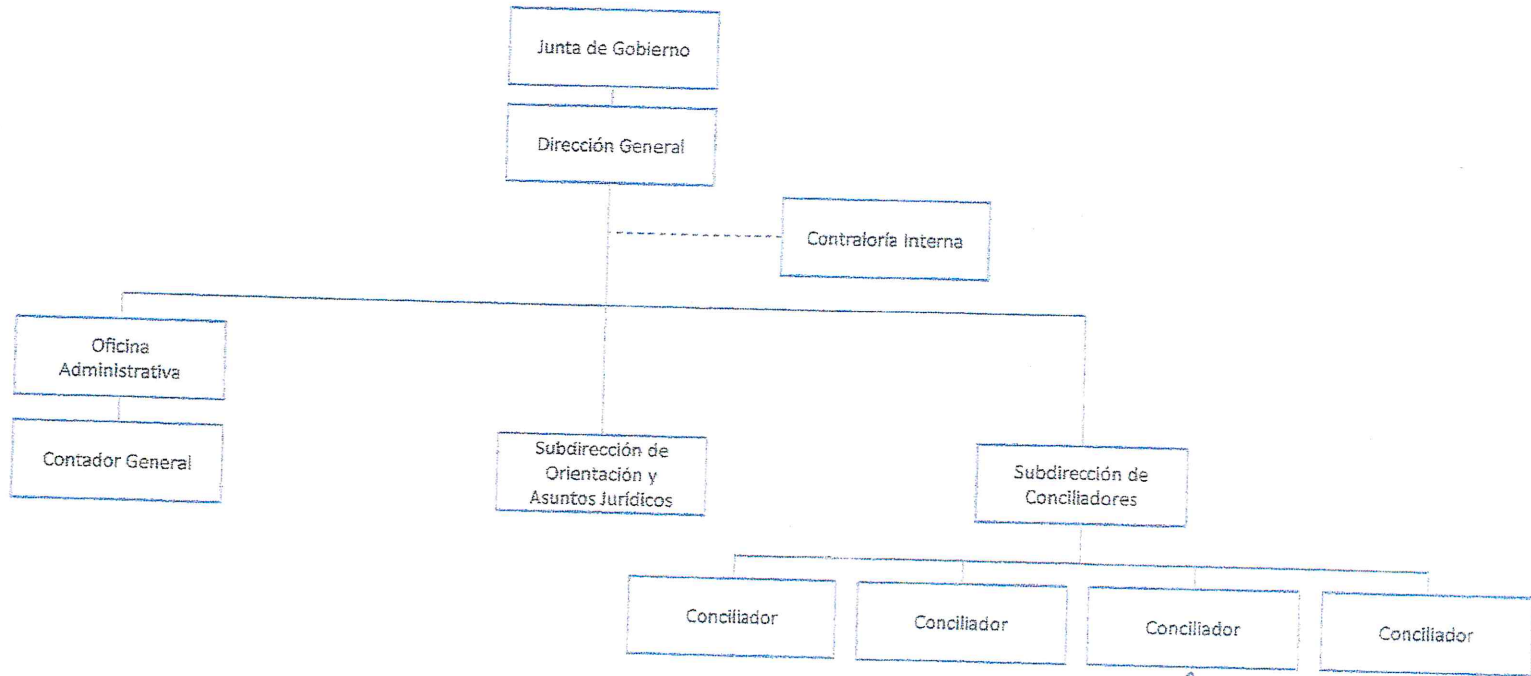 Junta de Gobierno
Dirección General
Contraloría Interna
Oficina
Administrativa
Contador General
Subdirección de
Orientación y
Asuntos Jurídicos
Subdirección de
Conciliadores
Conciliador
Conciliador
Conciliador
Conciliador